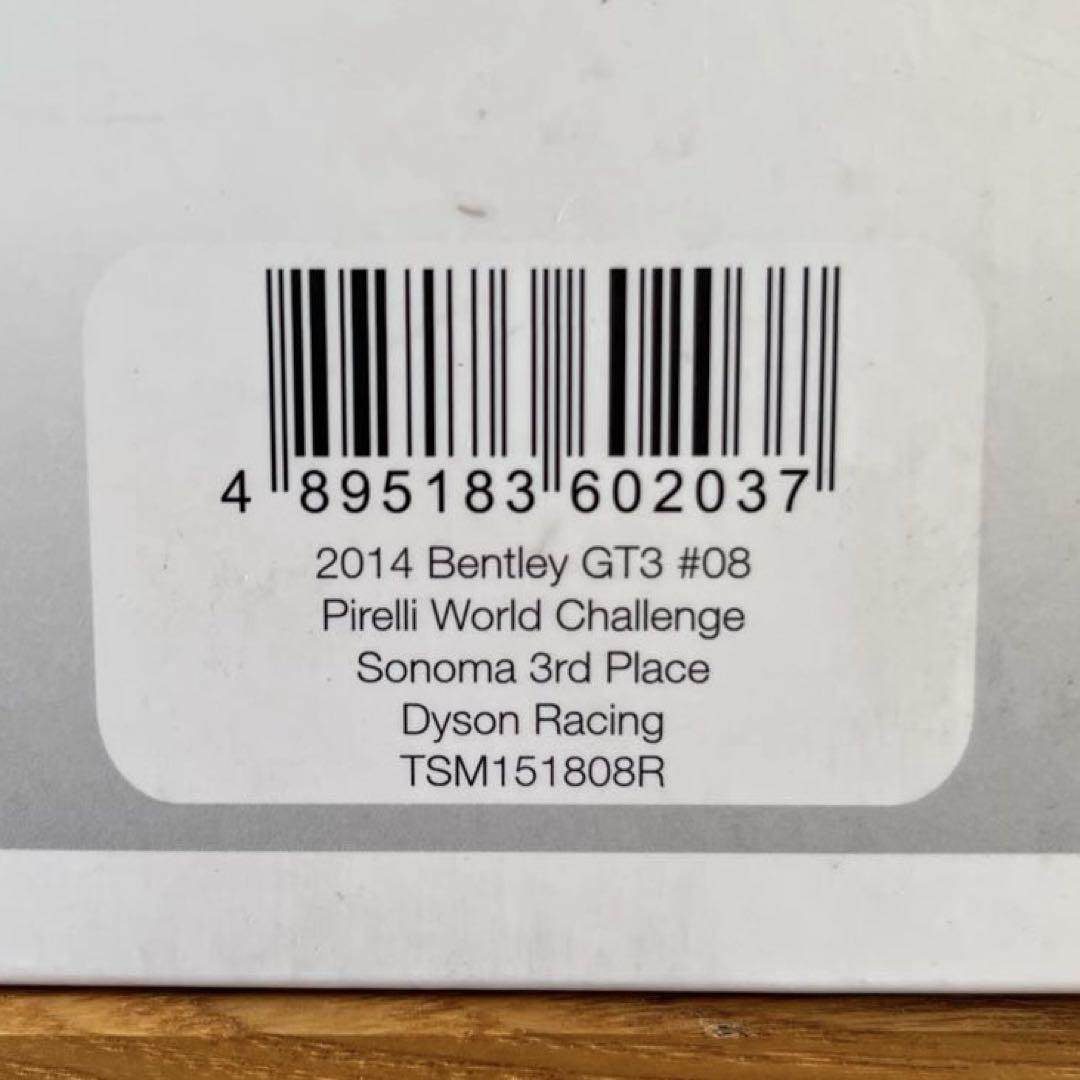 4 895183 602037
2014 Bentley GT3 #08
Pirelli World Challenge
Sonoma 3rd Place
Dyson Racing
TSM151808R